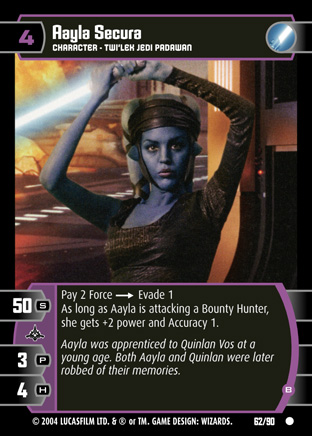 4
Aayla Secura
CHARACTER - TWI'LEK JEDI PADAWAN
50 S
3 P
4 H
Pay 2 Force → Evade 1
As long as Aayla is attacking a Bounty Hunter,
she gets +2 power and Accuracy 1.
Aayla was apprenticed to Quinlan Vos at a
young age. Both Aayla and Quinlan were later
robbed of their memories.
B
© 2004 LUCASFILM LTD. & ® or TM. GAME DESIGN: WIZARDS.
62/90